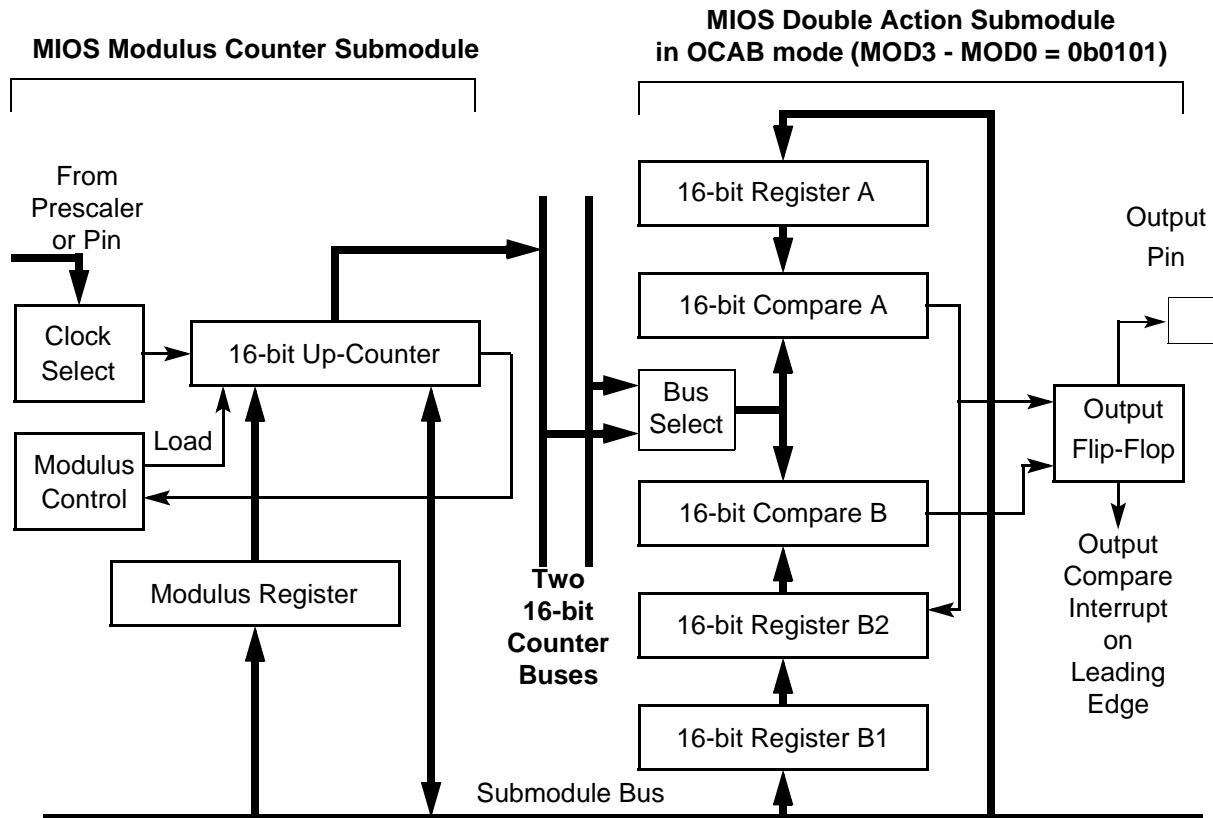 MIOS Modulus Counter Submodule
MIOS Double Action Submodule
in OCAB mode (MOD3 - MOD0 = 0b0101)
From
Prescaler
or Pin
Clock
Select
16-bit Up-Counter
Load
Modulus
Control
Modulus Register
Two
16-bit
Counter
Buses
Submodule Bus
16-bit Register A
16-bit Compare A
Bus
Select
16-bit Compare B
16-bit Register B2
16-bit Register B1
Output
Pin
Output
Flip-Flop
Output
Compare
Interrupt
on
Leading
Edge